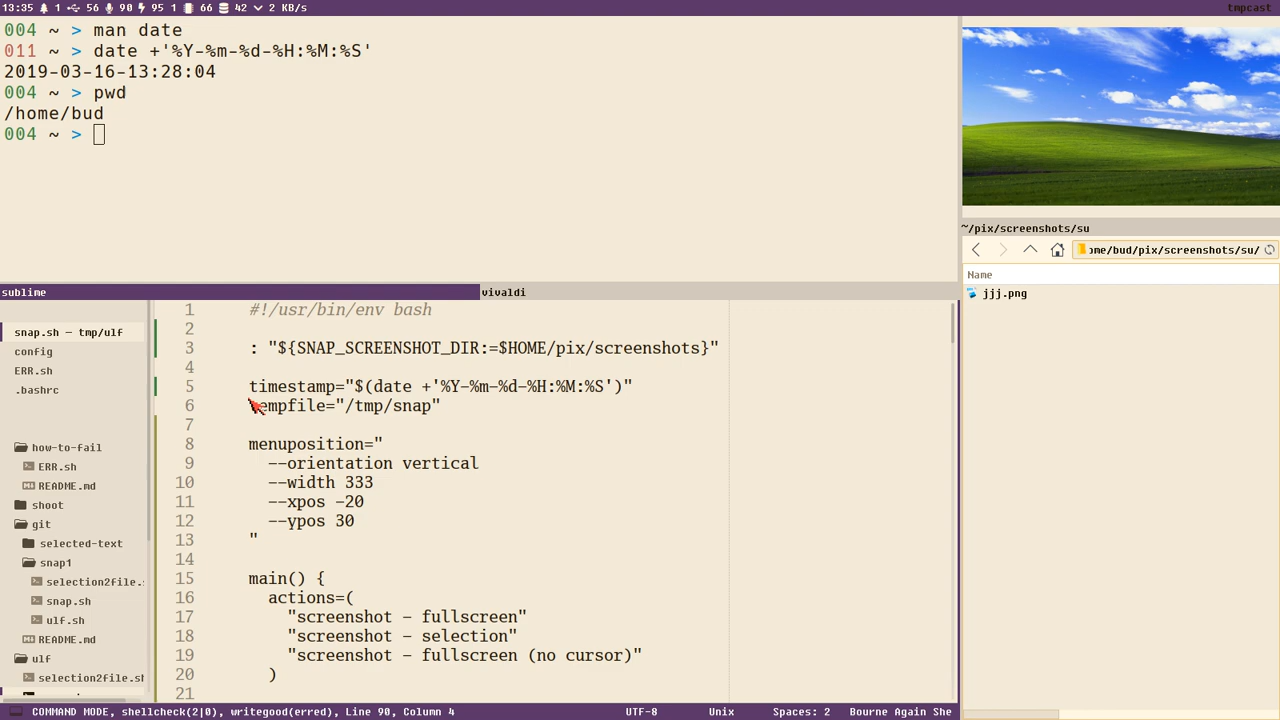 13:35 1 56 90 95 1 66 42 2 KB/s
tmpcast
004 ~ > man date
011 ~ > date +'%Y-%m-%d-%H:%M:%S'
2019-03-16-13:28:04
004 ~ > pwd
/home/bud
004 ~ >
~/pix/screenshots/su
ome/bud/pix/screenshots/su/
Name
jjj.png
sublime
vivaldi
snap.sh — tmp/ulf
config
ERR.sh
.bashrc
how-to-fail
ERR.sh
README.md
shoot
git
selected-text
snap1
selection2file.s
snap.sh
ulf.sh
README.md
ulf
selection2file.sh
1 #!/usr/bin/env bash
2
3 : "${SNAP_SCREENSHOT_DIR:=$HOME/pix/screenshots}"
4
5 timestamp="$(date +'%Y-%m-%d-%H:%M:%S')"
6 tempfile="/tmp/snap"
7
8 menuposition="
9 --orientation vertical
10 --width 333
11 --xpos -20
12 --ypos 30
13 "
14
15 main() {
16 actions=(
17 "screenshot - fullscreen"
18 "screenshot - selection"
19 "screenshot - fullscreen (no cursor)"
20 )
21
COMMAND MODE, shellcheck(2|0), writegood(erred), Line 90, Column 4
UTF-8
Unix
Spaces: 2
Bourne Again She